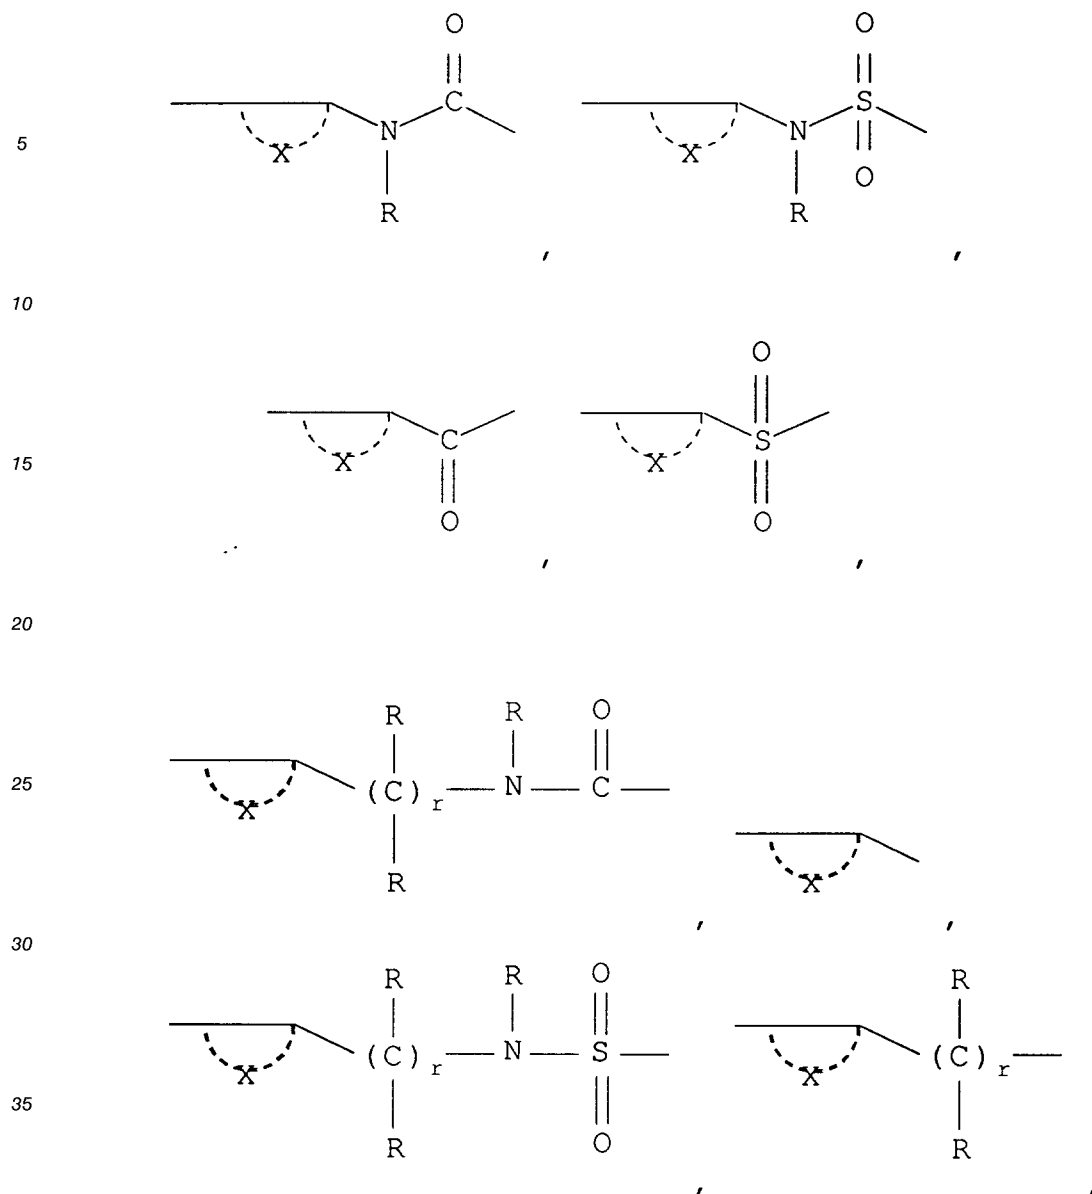 O O
5 X N C X N S
R R O
, ,
10
O
X C X S
15 O O
, ,
20
R R O
25 X (C)r N C
R X
, ,
30
R R O R
X (C)r N S X (C)r
35 R O R
, ,